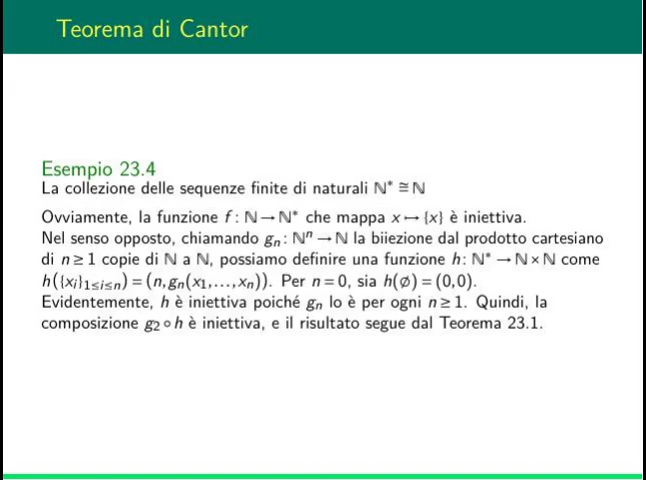 Teorema di Cantor
Esempio 23.4
La collezione delle sequenze finite di naturali ℕ* ≅ ℕ
Ovviamente, la funzione f: ℕ → ℕ* che mappa x ↦ {x} è iniettiva.
Nel senso opposto, chiamando gₙ: ℕⁿ → ℕ la biiezione dal prodotto cartesiano
di n ≥ 1 copie di ℕ a ℕ, possiamo definire una funzione h: ℕ* → ℕ × ℕ come
h({xᵢ}₁≤ᵢ≤ₙ) = (n, gₙ(x₁,...,xₙ)). Per n = 0, sia h(∅) = (0,0).
Evidentemente, h è iniettiva poiché gₙ lo è per ogni n ≥ 1. Quindi, la
composizione g₂ ∘ h è iniettiva, e il risultato segue dal Teorema 23.1.